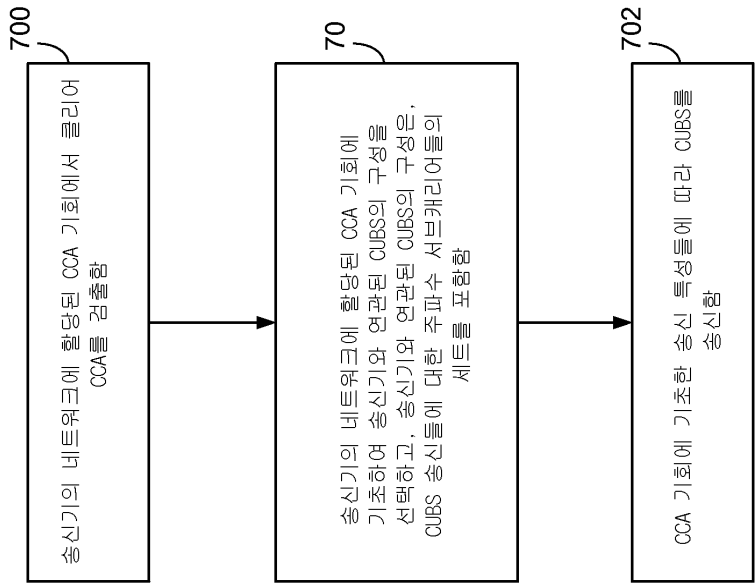 700
송신기의 네트워크에 할당된 CCA 기회에서 클리어
CCA를 검출함
70
송신기의 네트워크에 할당된 CCA 기회에
기초하여 송신기와 연관된 CUBS의 구성을
선택하고, 송신기와 연관된 CUBS의 구성은,
CUBS 송신들에 대한 주파수 서브캐리어들의
세트를 포함함
702
CCA 기회에 기초한 송신 특성들에 따라 CUBS를
송신함